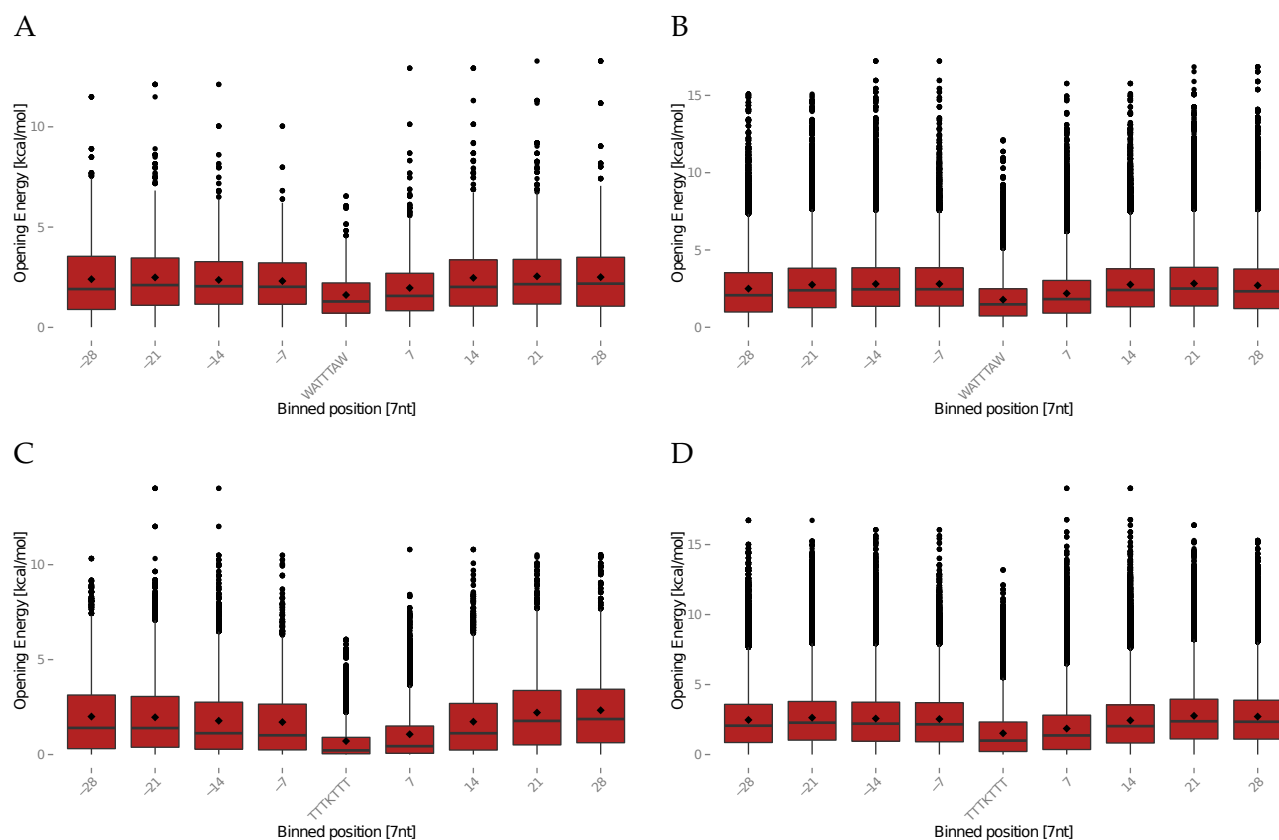 A
Opening Energy [kcal/mol]
10
5
0
−28 −21 −14 −7 WATTTAW 7 14 21 28
Binned position [7nt]
B
Opening Energy [kcal/mol]
15
10
5
0
−28 −21 −14 −7 WATTTAW 7 14 21 28
Binned position [7nt]
C
Opening Energy [kcal/mol]
10
5
0
−28 −21 −14 −7 TTTKTTT 7 14 21 28
Binned position [7nt]
D
Opening Energy [kcal/mol]
15
10
5
0
−28 −21 −14 −7 TTTKTTT 7 14 21 28
Binned position [7nt]